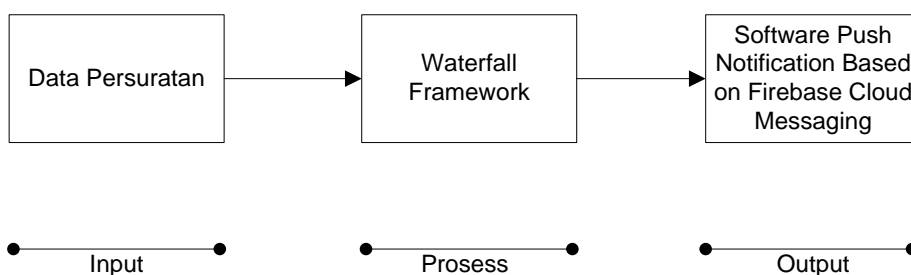 Data Persuratan
Waterfall
Framework
Software Push
Notification Based
on Firebase Cloud
Messaging
Input
Prosess
Output